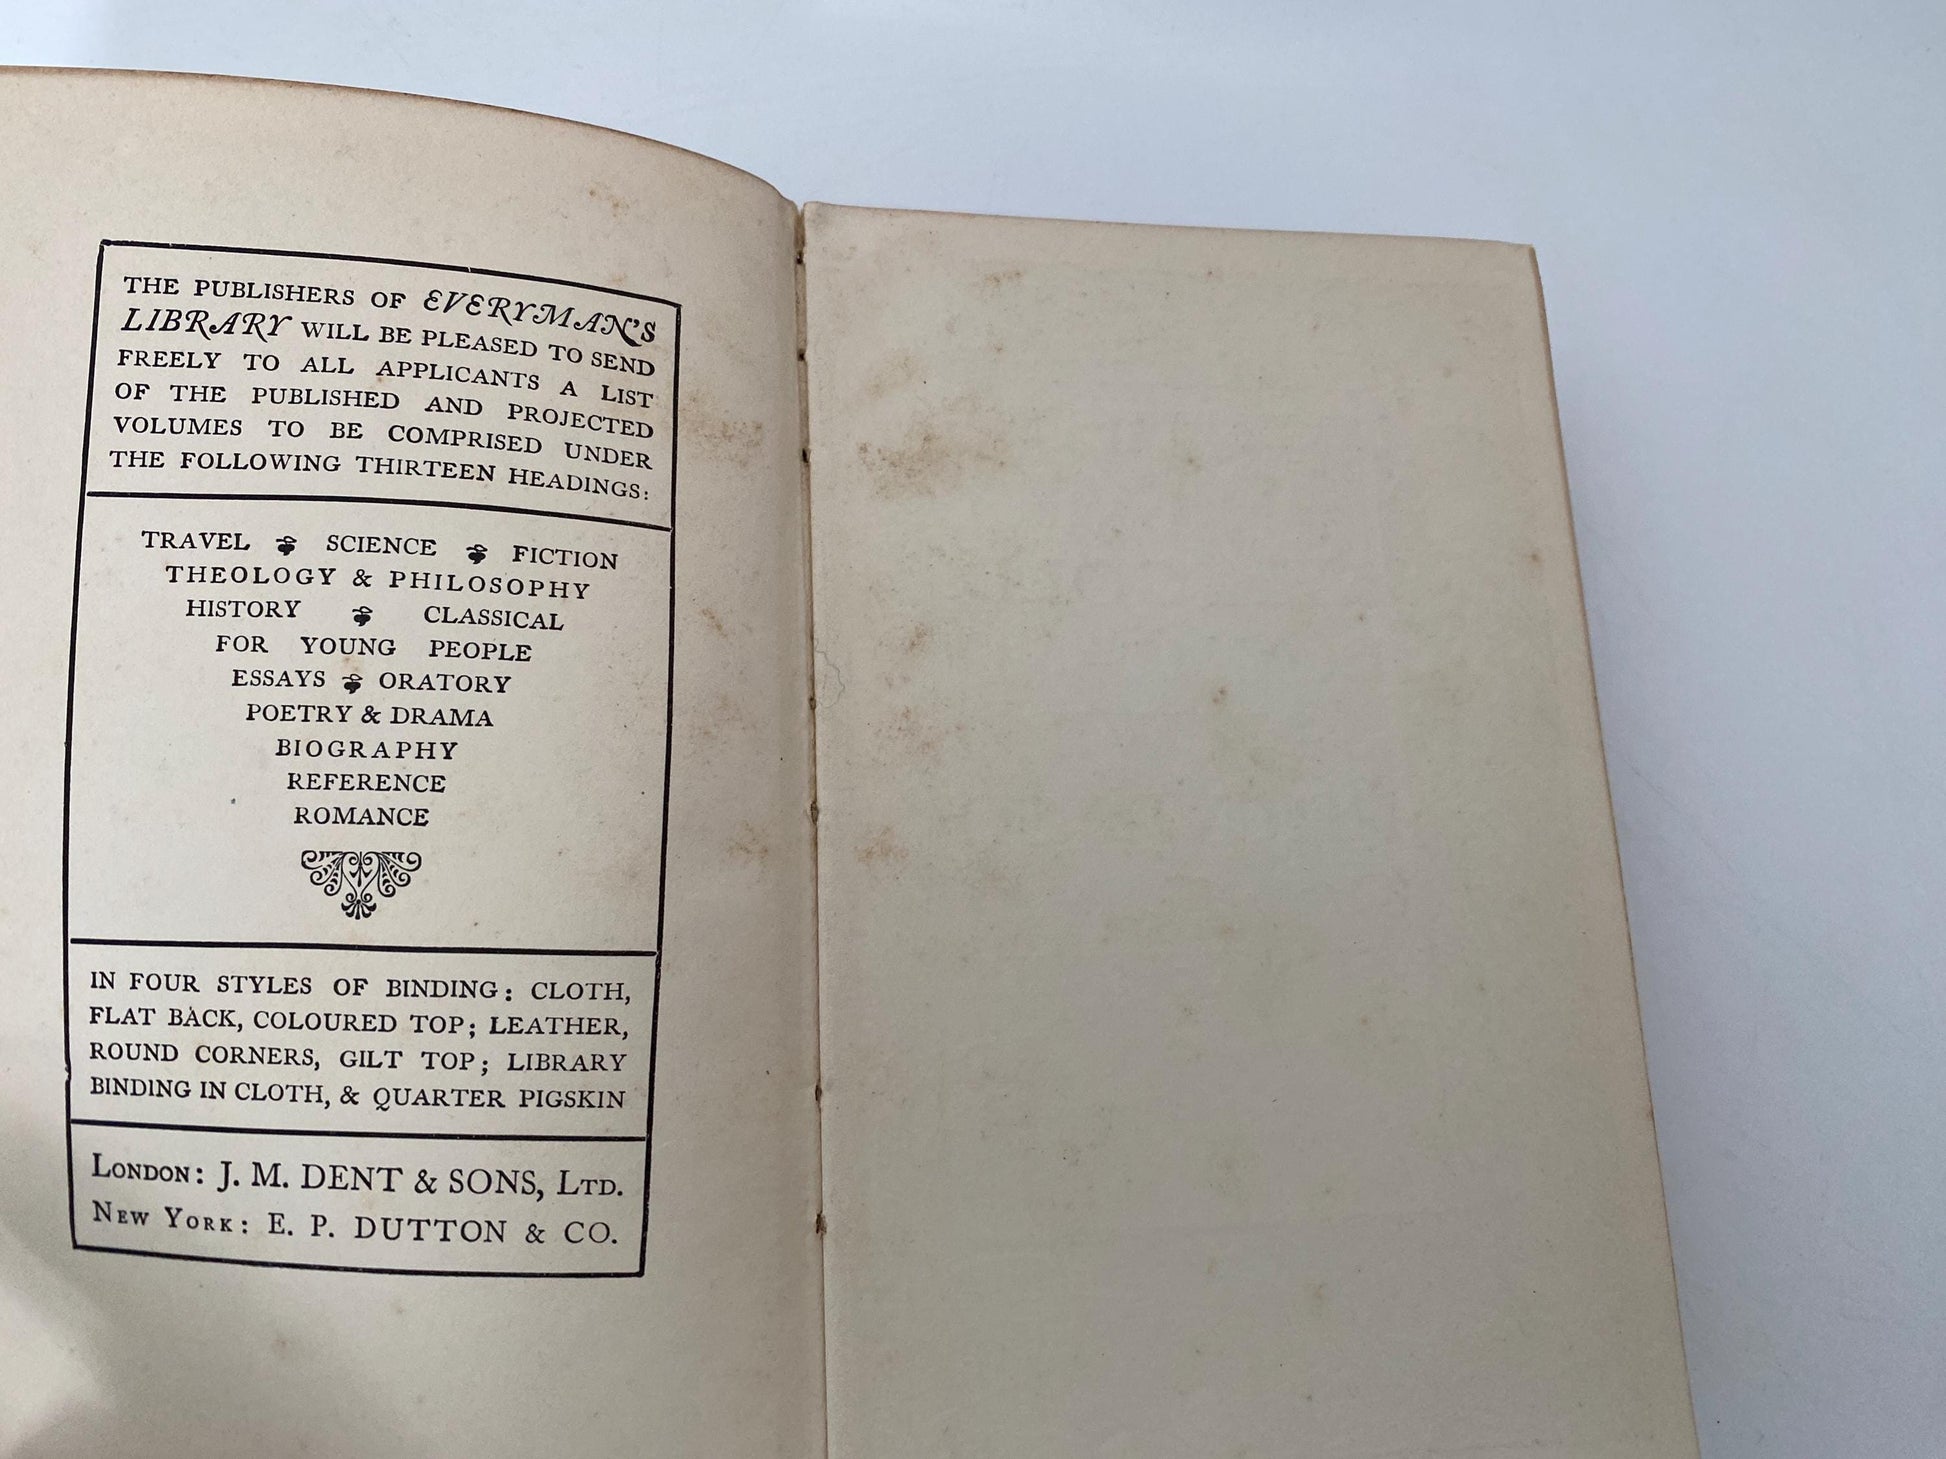 THE PUBLISHERS OF EVERYMAN'S
LIBRARY WILL BE PLEASED TO SEND
FREELY TO ALL APPLICANTS A LIST
OF THE PUBLISHED AND PROJECTED
VOLUMES TO BE COMPRISED UNDER
THE FOLLOWING THIRTEEN HEADINGS:
TRAVEL SCIENCE FICTION
THEOLOGY & PHILOSOPHY
HISTORY CLASSICAL
FOR YOUNG PEOPLE
ESSAYS ORATORY
POETRY & DRAMA
BIOGRAPHY
REFERENCE
ROMANCE
IN FOUR STYLES OF BINDING: CLOTH,
FLAT BACK, COLOURED TOP; LEATHER,
ROUND CORNERS, GILT TOP; LIBRARY
BINDING IN CLOTH, & QUARTER PIGSKIN
LONDON: J. M. DENT & SONS, LTD.
NEW YORK: E. P. DUTTON & CO.